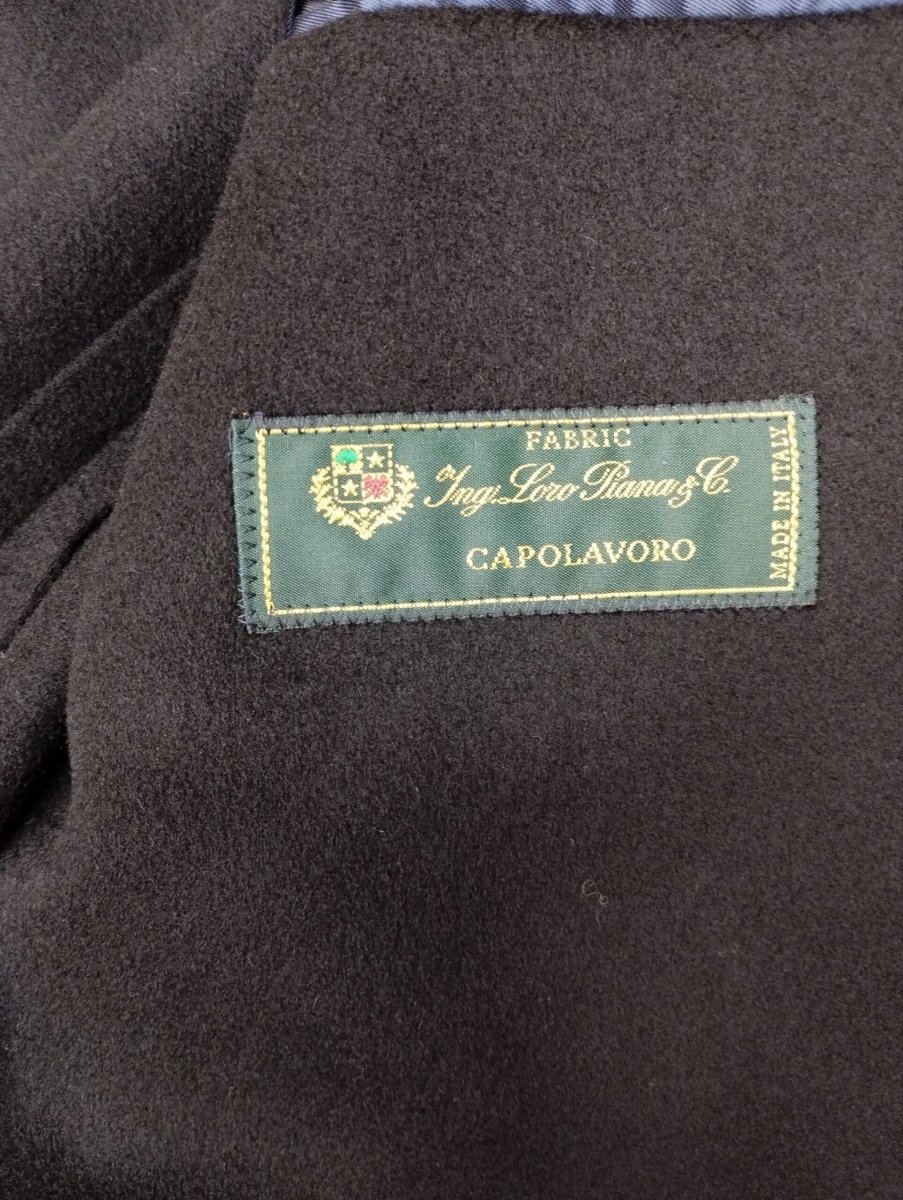 FABRIC
Ing. Loro Piana & C.
CAPOLAVORO
MADE IN ITALY